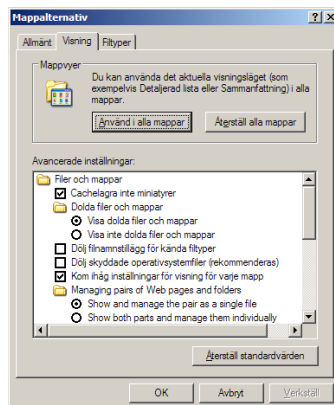 Mappalternativ
Allmänt Visning Filtyper
Mappvyer
Du kan använda det aktuella visningsläget (som
exempelvis Detaljerad lista eller Sammanfattning) i alla
mappar.
Använd i alla mappar Återställ alla mappar
Avancerade inställningar:
Filer och mappar
Cachelagra inte miniatyrer
Dolda filer och mappar
Visa dolda filer och mappar
Visa inte dolda filer och mappar
Dölj filnamnstillägg för kända filtyper
Dölj skyddade operativsystemfiler (rekommenderas)
Kom ihåg inställningar för visning för varje mapp
Managing pairs of Web pages and folders
Show and manage the pair as a single file
Show both parts and manage them individually
Återställ standardvärden
OK Avbryt Verkställ